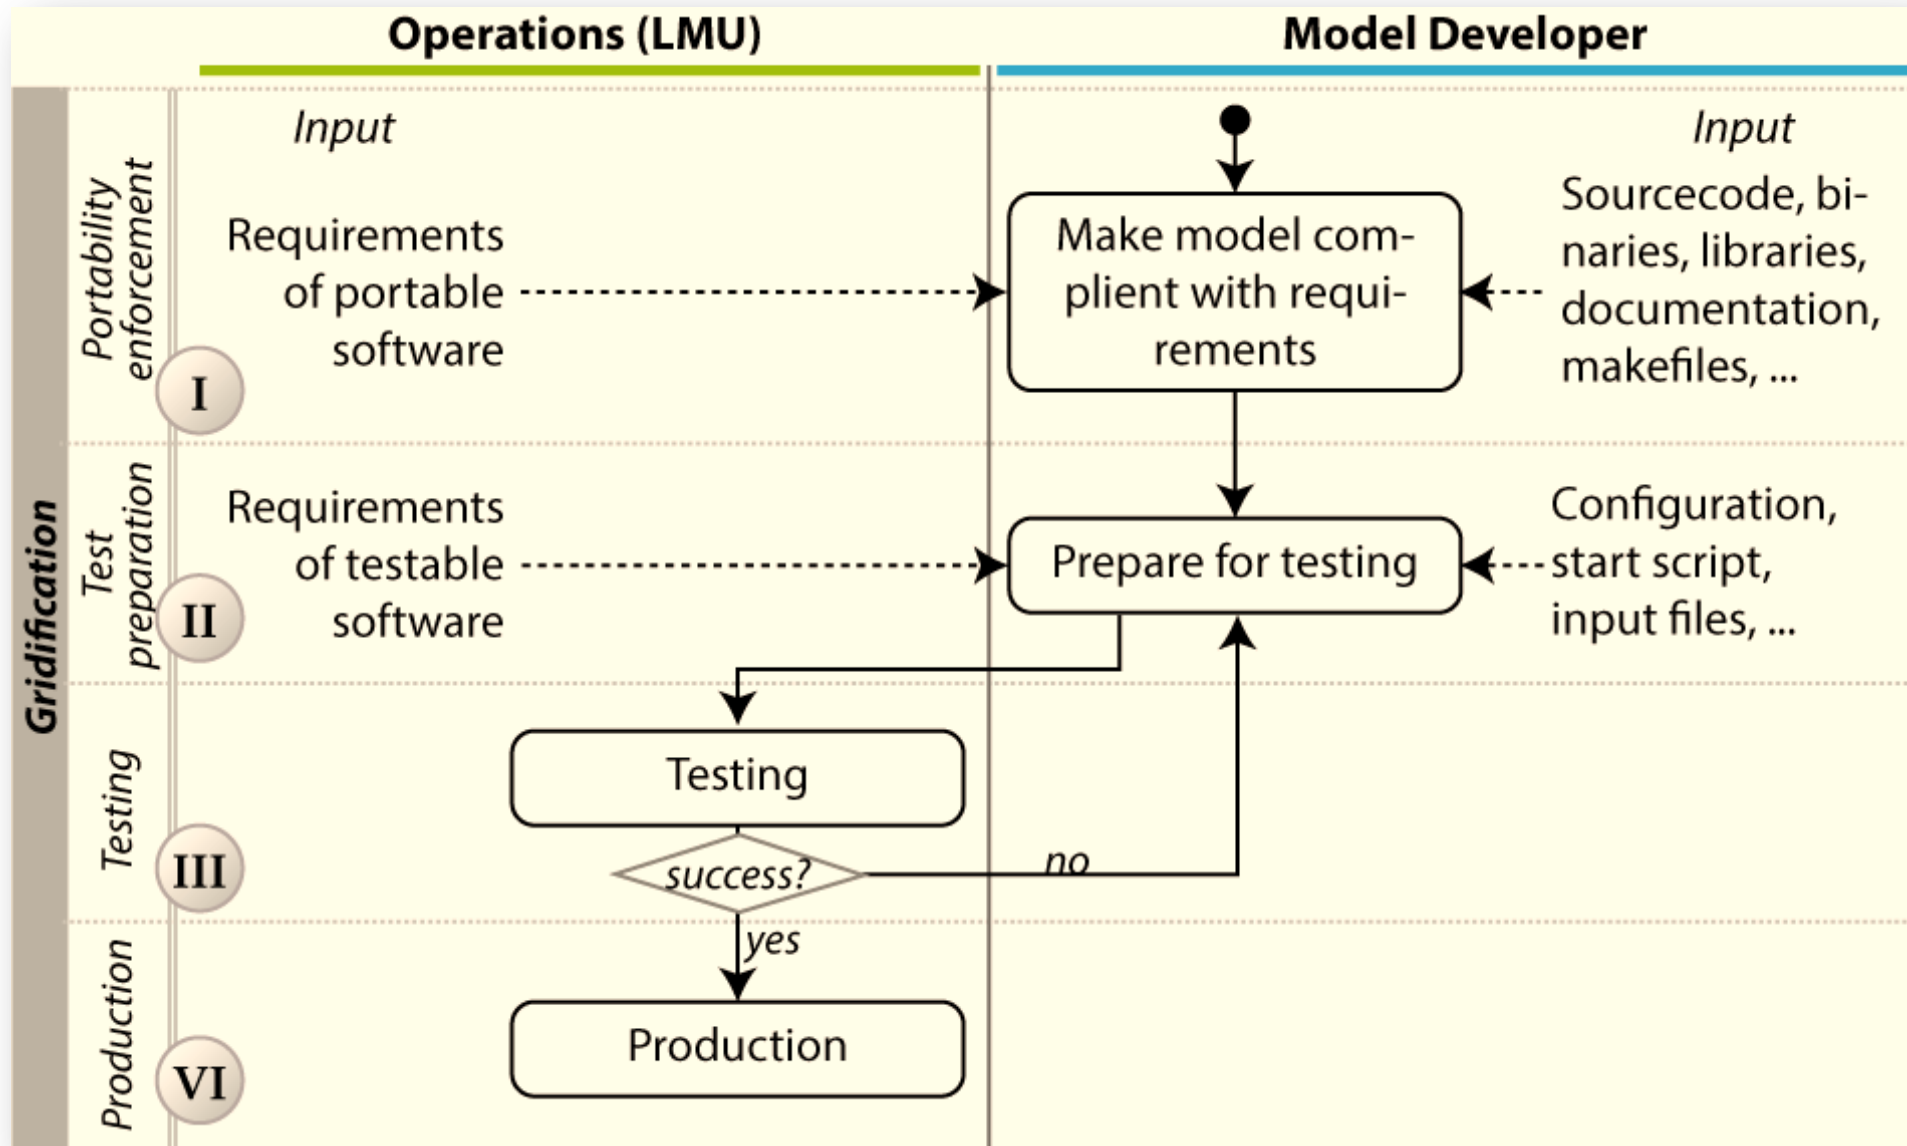 Operations (LMU)
Model Developer
Gridification
Portability
enforcement
I
Input
Requirements
of portable
software
Make model com-
plient with requi-
rements
Input
Sourcecode, bi-
naries, libraries,
documentation,
makefiles, ...
Test
preparation
II
Requirements
of testable
software
Prepare for testing
Configuration,
start script,
input files, ...
Testing
III
Testing
success?
no
yes
Production
VI
Production